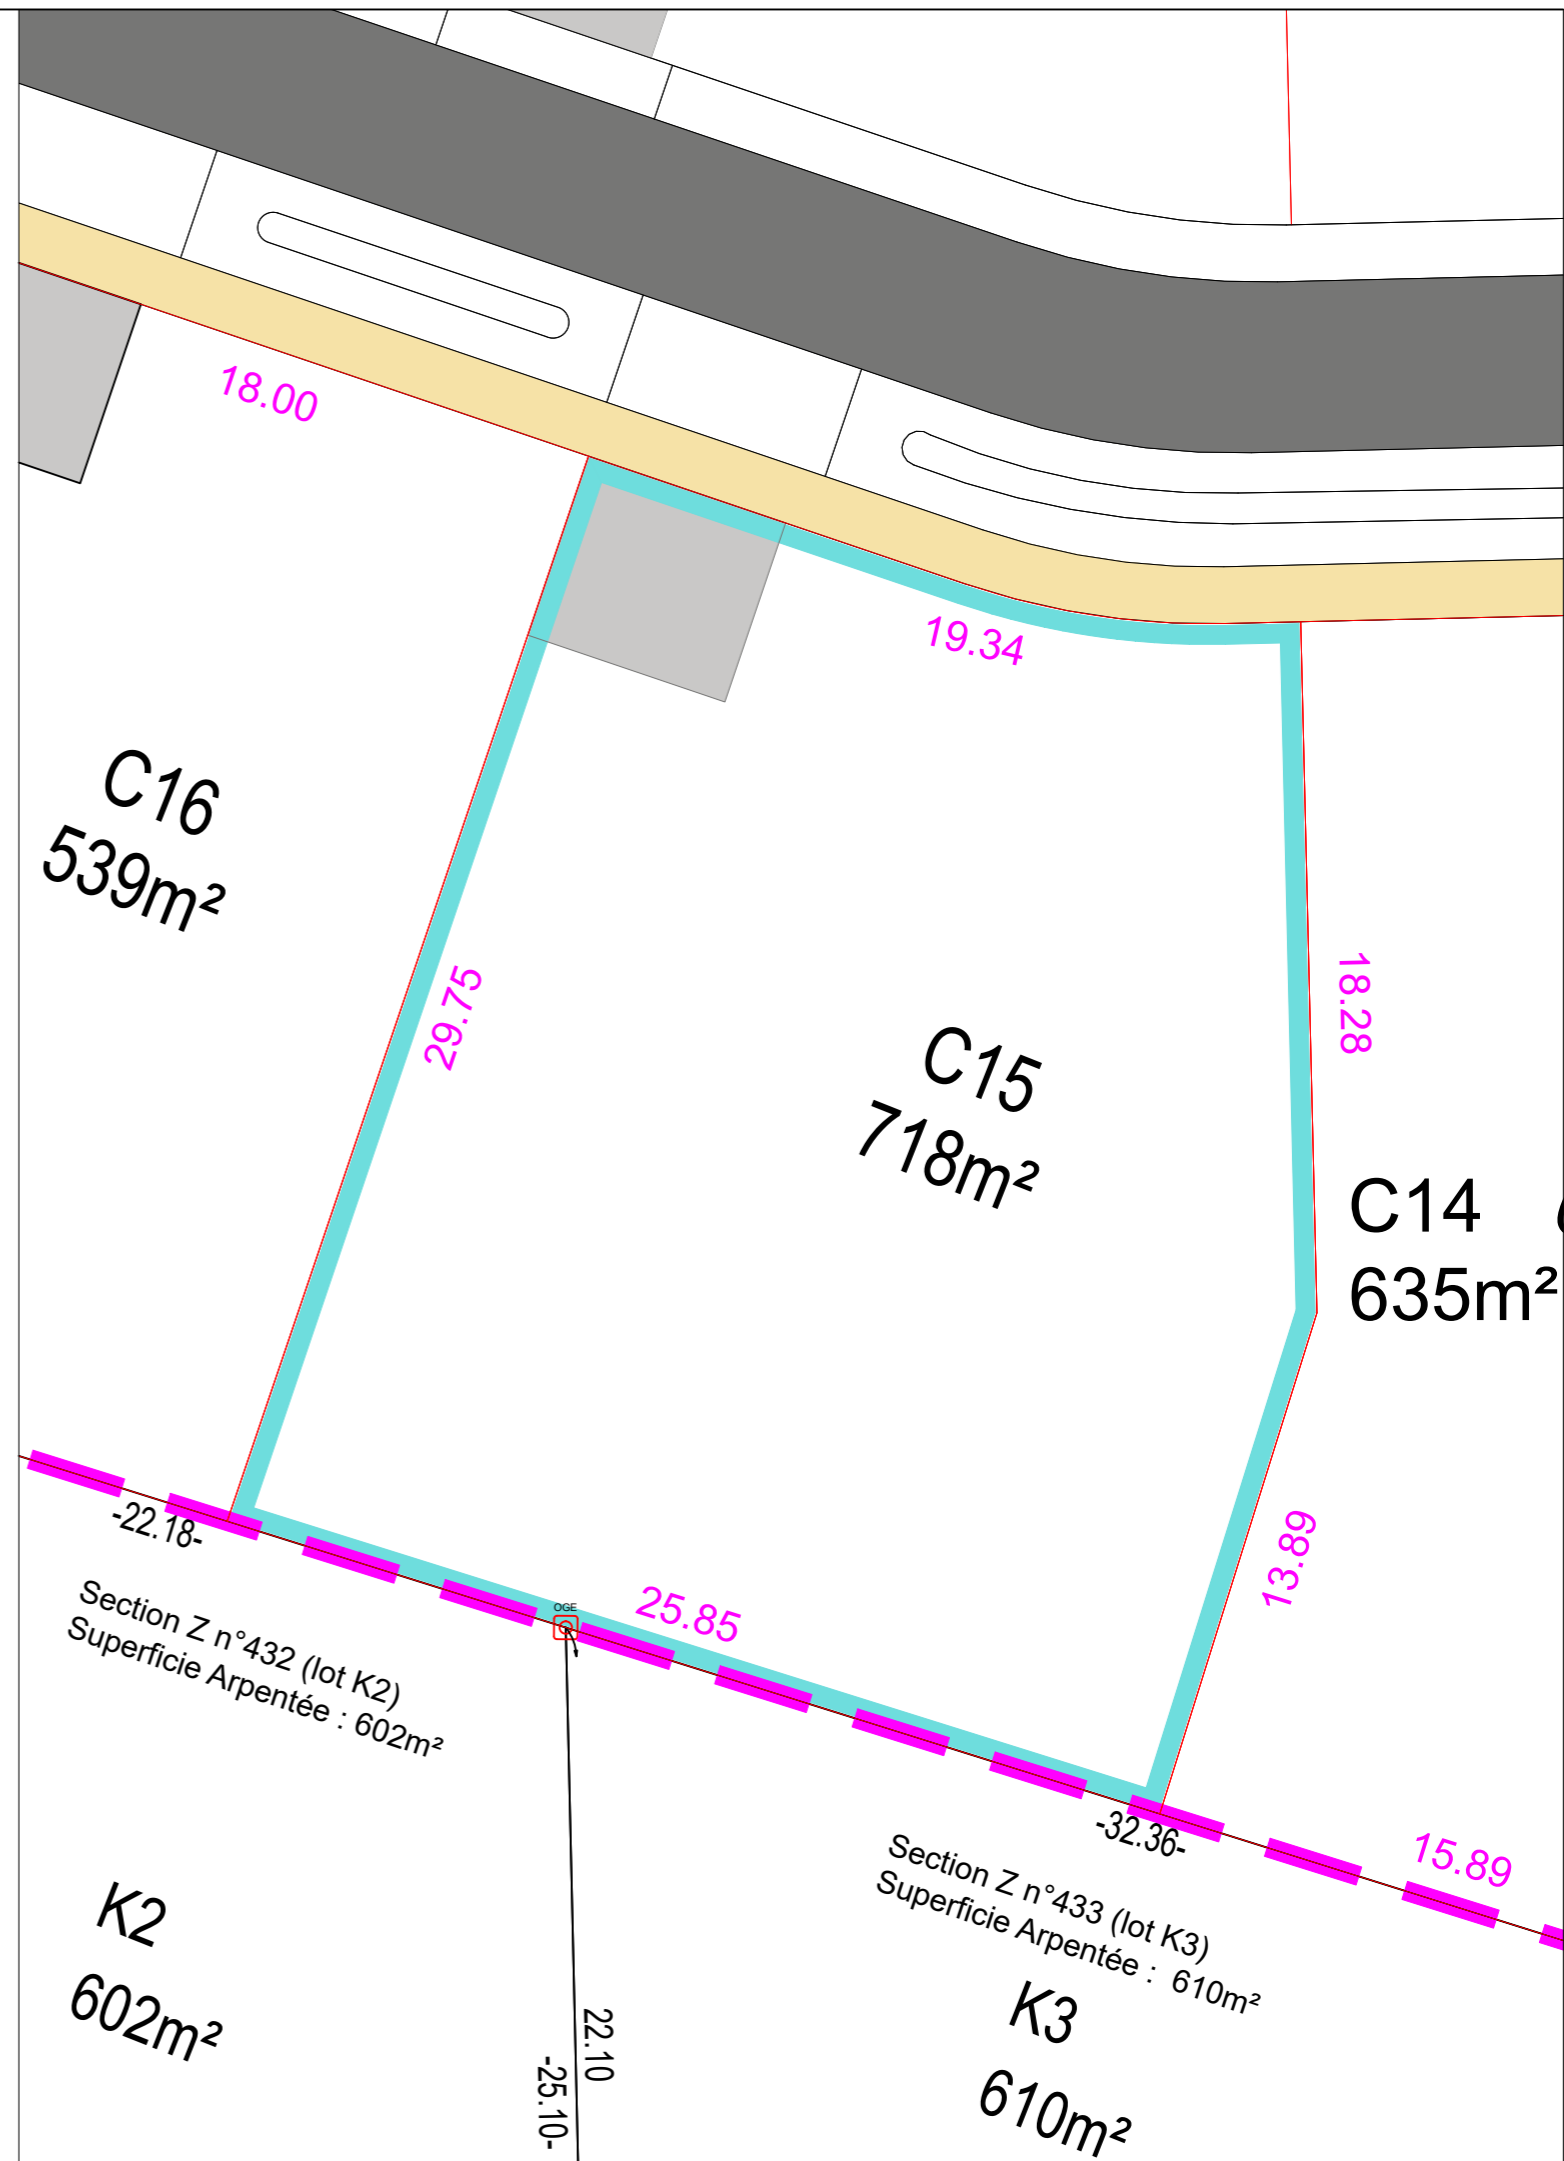 18.00
19.34
C16
539m²
29.75
18.28
C15
718m²
C14
635m²
13.89
-22.18-
OGE
25.85
Section Z n°432 (lot K2)
Superficie Arpentée : 602m²
-32.36-
15.89
Section Z n°433 (lot K3)
Superficie Arpentée : 610m²
K2
602m²
K3
610m²
22.10
-25.10-